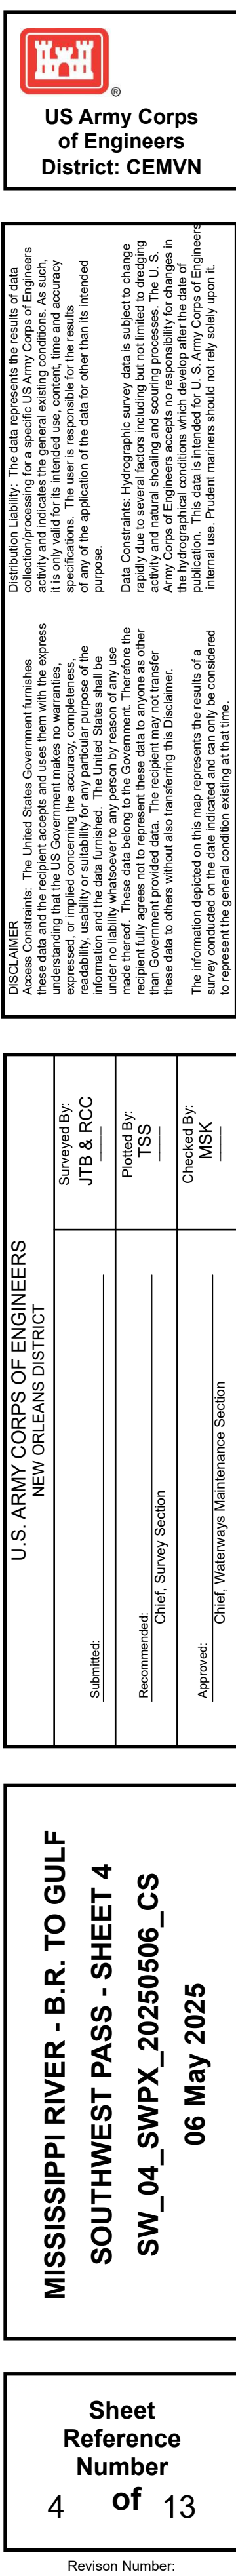 ®
US Army Corps
of Engineers
District: CEMVN
DISCLAIMER
Access Constraints: The United States Government furnishes
these data and the recipient accepts and uses them with the express
understanding that the US Government makes no warranties,
expressed, or implied concerning the accuracy, completeness,
readability, usability or suitability for any particular purpose of the
information and the data furnished. The United States shall be
under no liability whatsoever to any person by reason of any use
made thereof. These data belong to the Government. Therefore the
recipient fully agrees not to represent these data to anyone as other
than Government provided data. The recipient may not transfer
these data to others without also transferring this Disclaimer.
The information depicted on this map represents the results of a
survey conducted on the date indicated and can only be considered
to represent the general condition existing at that time.
Distribution Liability: The data represents the results of data
collection/processing for a specific US Army Corps of Engineers
activity and indicates the general existing conditions. As such,
it is only valid for its intended use, content, time and accuracy
specifications. The user is responsible for the results
of any of the application of the data for other than its intended
purpose.
Data Constraints: Hydrographic survey data is subject to change
rapidly due to several factors including but not limited to dredging
activity and natural shoaling and scouring processes. The U. S.
Army Corps of Engineers accepts no responsibility for changes in
the hydrographical conditions which develop after the date of
publication. This data is intended for U. S. Army Corps of Engineers
internal use. Prudent mariners should not rely solely upon it.
U.S. ARMY CORPS OF ENGINEERS
NEW ORLEANS DISTRICT
Submitted:
Surveyed By:
JTB & RCC
Recommended:
Chief, Survey Section
Plotted By:
TSS
Approved:
Chief, Waterways Maintenance Section
Checked By:
MSK
MISSISSIPPI RIVER - B.R. TO GULF
SOUTHWEST PASS - SHEET 4
SW_04_SWPX_20250506_CS
06 May 2025
Sheet
Reference
Number
4 of 13
Revison Number: